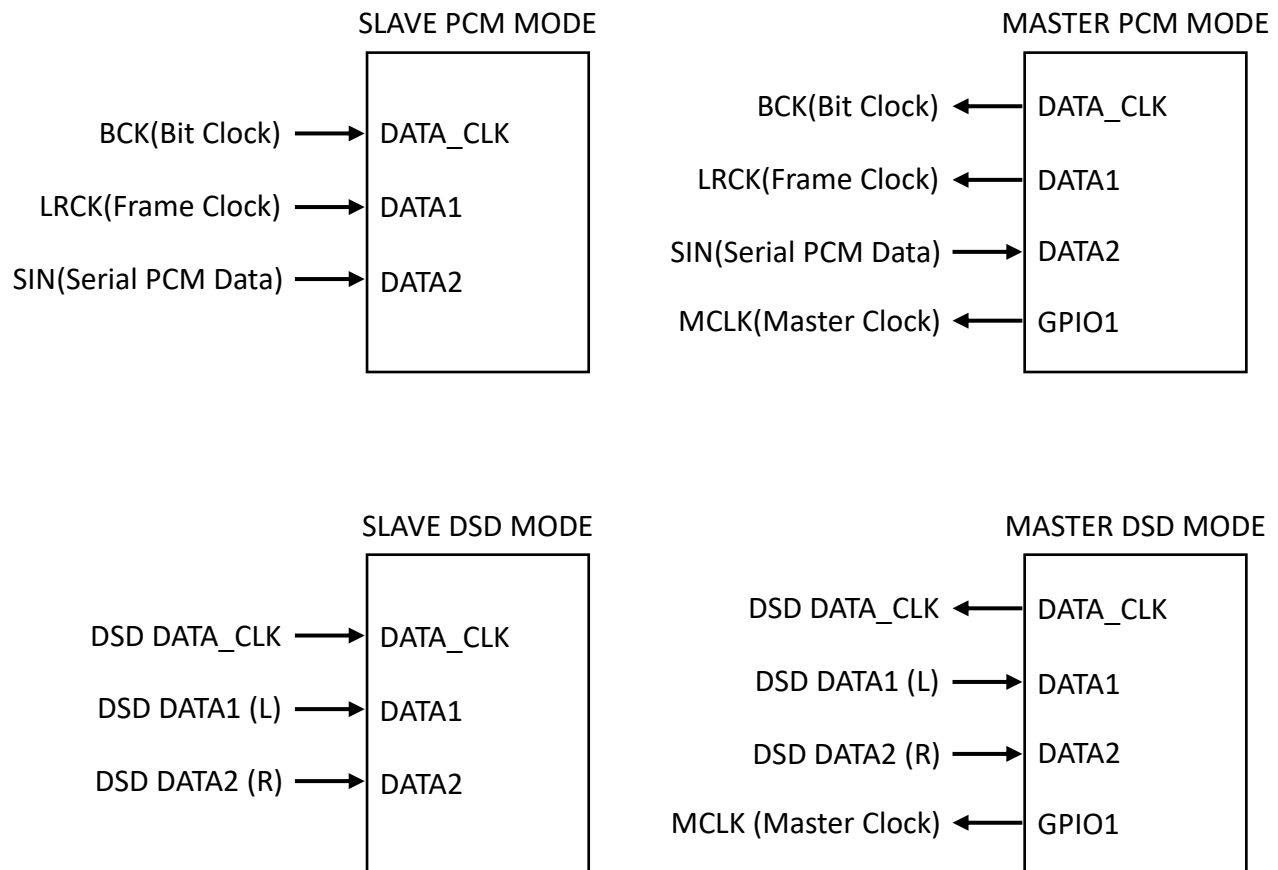 SLAVE PCM MODE
BCK(Bit Clock) DATA_CLK
LRCK(Frame Clock) DATA1
SIN(Serial PCM Data) DATA2
MASTER PCM MODE
BCK(Bit Clock) DATA_CLK
LRCK(Frame Clock) DATA1
SIN(Serial PCM Data) DATA2
MCLK(Master Clock) GPIO1
SLAVE DSD MODE
DSD DATA_CLK DATA_CLK
DSD DATA1 (L) DATA1
DSD DATA2 (R) DATA2
MASTER DSD MODE
DSD DATA_CLK DATA_CLK
DSD DATA1 (L) DATA1
DSD DATA2 (R) DATA2
MCLK (Master Clock) GPIO1